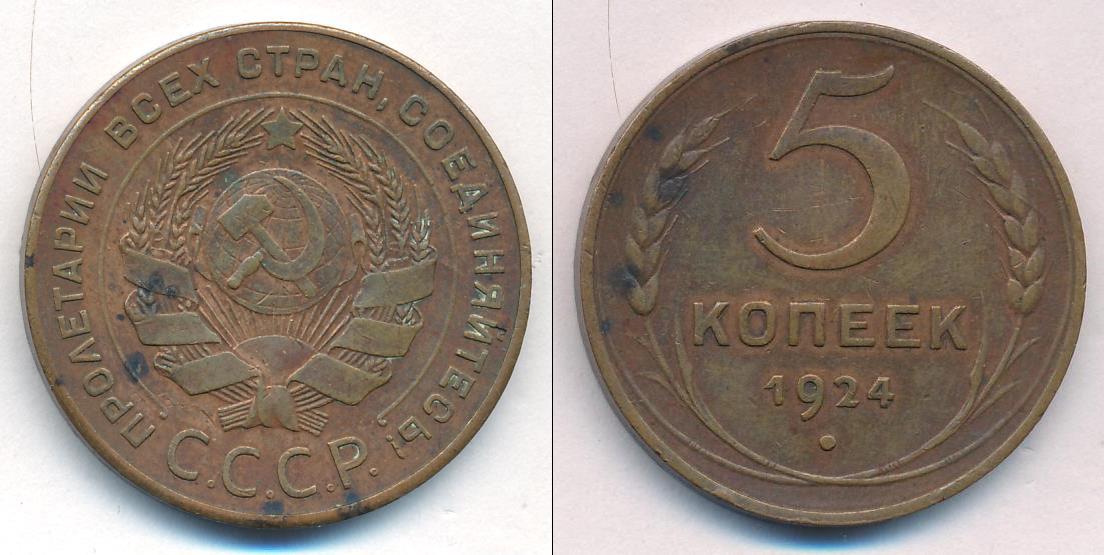 ПРОЛЕТАРИИ ВСЕХ СТРАН, СОЕДИНЯЙТЕСЬ!
С.С.С.Р.
5
КОПЕЕК
1924